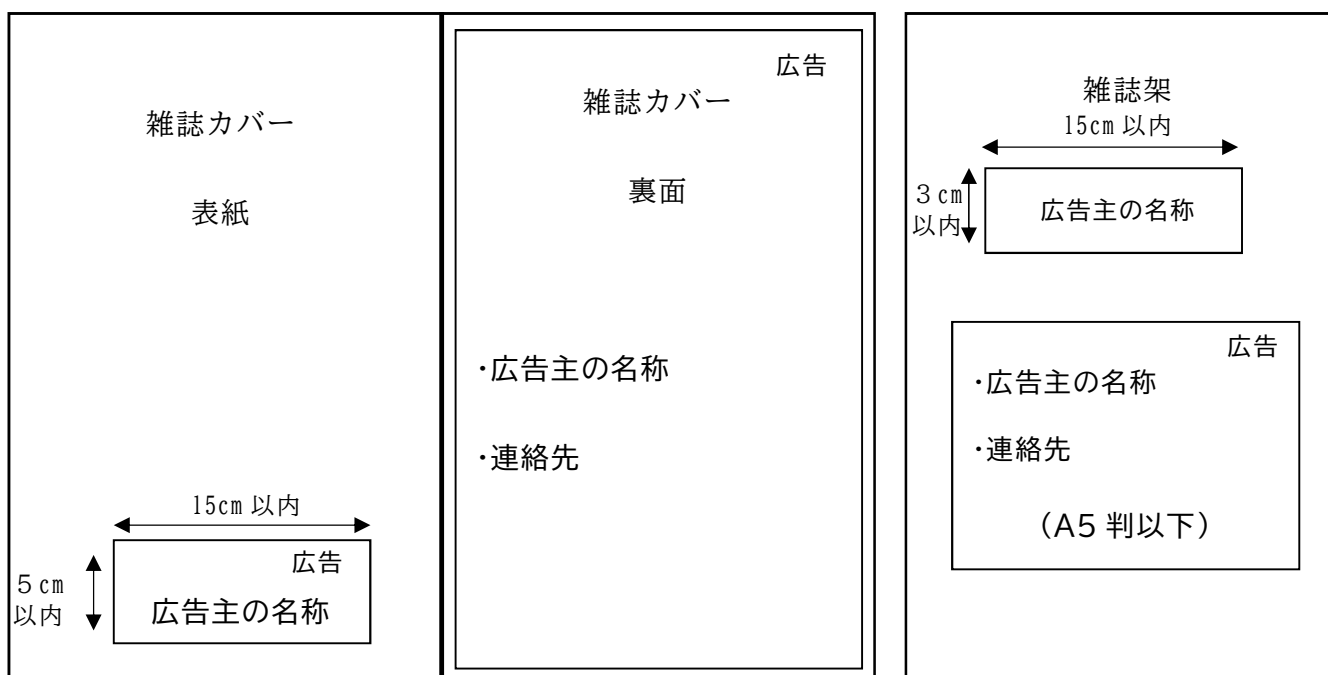 雑誌カバー
表紙
15cm 以内
5cm
以内
広告
広告主の名称
広告
雑誌カバー
裏面
・広告主の名称
・連絡先
雑誌架
15cm 以内
3cm
以内
広告主の名称
広告
・広告主の名称
・連絡先
（A5 判以下）